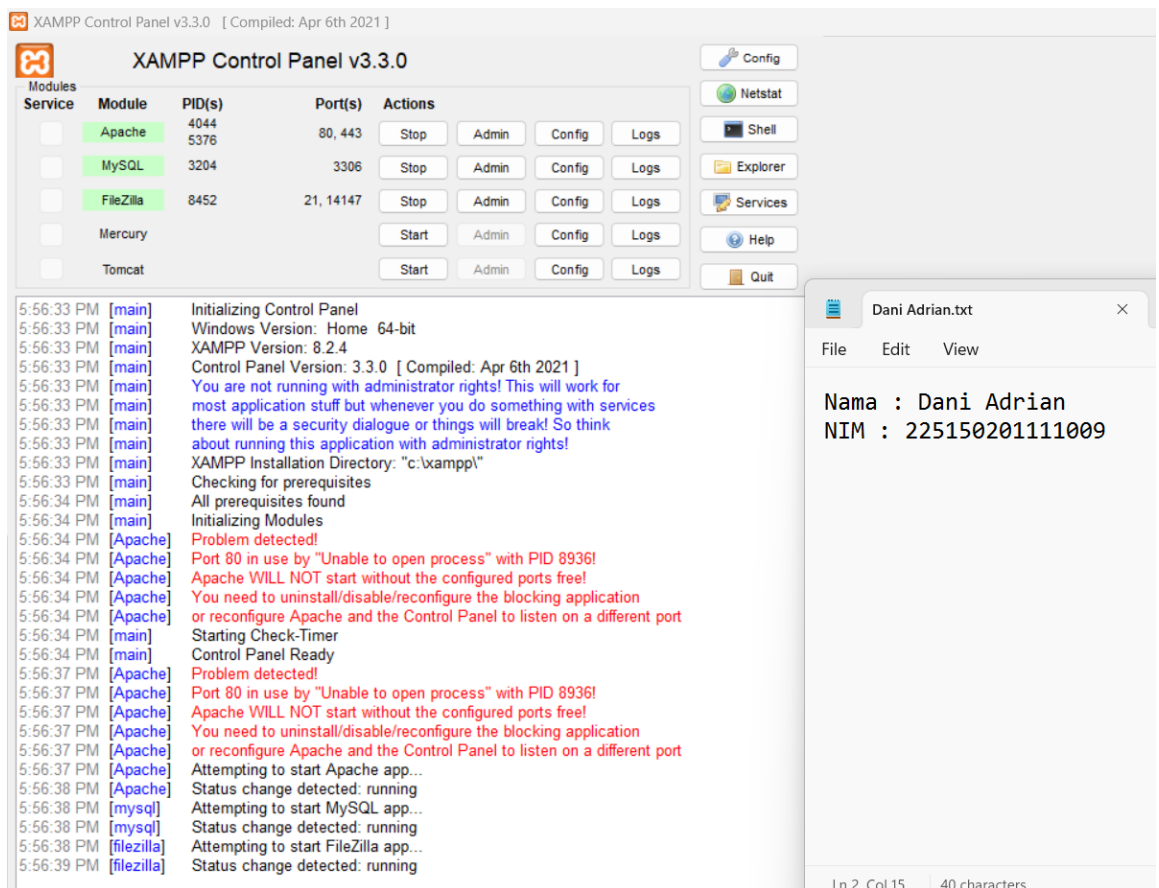 XAMPP Control Panel v3.3.0 [ Compiled: Apr 6th 2021 ]
XAMPP Control Panel v3.3.0
Config
Modules
Service Module PID(s) Port(s) Actions
Netstat
Apache 4044 5376 80, 443 Stop Admin Config Logs
Shell
MySQL 3204 3306 Stop Admin Config Logs
Explorer
FileZilla 8452 21, 14147 Stop Admin Config Logs
Services
Mercury Start Admin Config Logs
Help
Tomcat Start Admin Config Logs
Quit
5:56:33 PM [main] Initializing Control Panel
5:56:33 PM [main] Windows Version: Home 64-bit
5:56:33 PM [main] XAMPP Version: 8.2.4
5:56:33 PM [main] Control Panel Version: 3.3.0 [ Compiled: Apr 6th 2021 ]
5:56:33 PM [main] You are not running with administrator rights! This will work for
5:56:33 PM [main] most application stuff but whenever you do something with services
5:56:33 PM [main] there will be a security dialogue or things will break! So think
5:56:33 PM [main] about running this application with administrator rights!
5:56:33 PM [main] XAMPP Installation Directory: "c:\xampp\"
5:56:33 PM [main] Checking for prerequisites
5:56:34 PM [main] All prerequisites found
5:56:34 PM [main] Initializing Modules
5:56:34 PM [Apache] Problem detected!
5:56:34 PM [Apache] Port 80 in use by "Unable to open process" with PID 8936!
5:56:34 PM [Apache] Apache WILL NOT start without the configured ports free!
5:56:34 PM [Apache] You need to uninstall/disable/reconfigure the blocking application
5:56:34 PM [Apache] or reconfigure Apache and the Control Panel to listen on a different port
5:56:34 PM [main] Starting Check-Timer
5:56:34 PM [main] Control Panel Ready
5:56:37 PM [Apache] Problem detected!
5:56:37 PM [Apache] Port 80 in use by "Unable to open process" with PID 8936!
5:56:37 PM [Apache] Apache WILL NOT start without the configured ports free!
5:56:37 PM [Apache] You need to uninstall/disable/reconfigure the blocking application
5:56:37 PM [Apache] or reconfigure Apache and the Control Panel to listen on a different port
5:56:37 PM [Apache] Attempting to start Apache app...
5:56:38 PM [Apache] Status change detected: running
5:56:38 PM [mysql] Attempting to start MySQL app...
5:56:38 PM [mysql] Status change detected: running
5:56:38 PM [filezilla] Attempting to start FileZilla app...
5:56:39 PM [filezilla] Status change detected: running
Dani Adrian.txt
File Edit View
Nama : Dani Adrian
NIM : 225150201111009
Ln 2, Col 15 40 characters